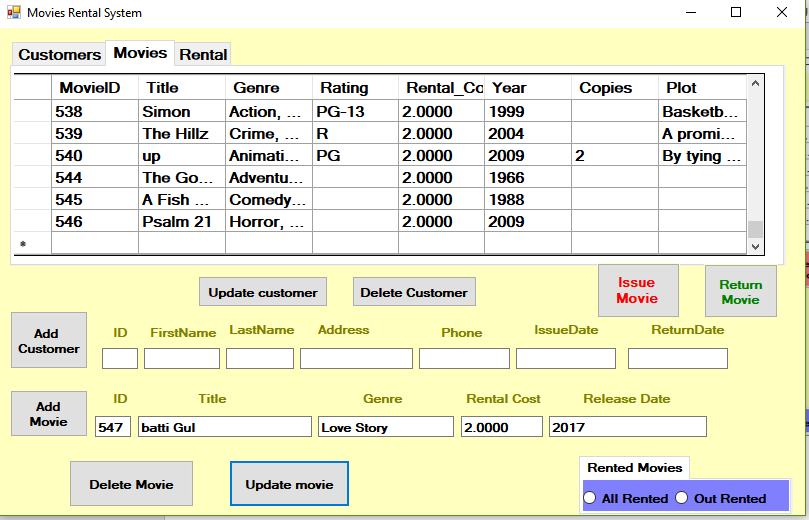 Movies Rental System
Customers Movies Rental
MovieID Title Genre Rating Rental_Co Year Copies Plot
538 Simon Action, ... PG-13 2.0000 1999 Basketb...
539 The Hillz Crime, ... R 2.0000 2004 A promi...
540 up Animati... PG 2.0000 2009 2 By tying ...
544 The Go... Adventu... 2.0000 1966
545 A Fish ... Comedy... 2.0000 1988
546 Psalm 21 Horror, ... 2.0000 2009
*
Update customer Delete Customer Issue Movie Return Movie
Add Customer ID FirstName LastName Address Phone IssueDate ReturnDate
Add Movie ID Title Genre Rental Cost Release Date
547 batti Gul Love Story 2.0000 2017
Delete Movie Update movie
Rented Movies
All Rented Out Rented